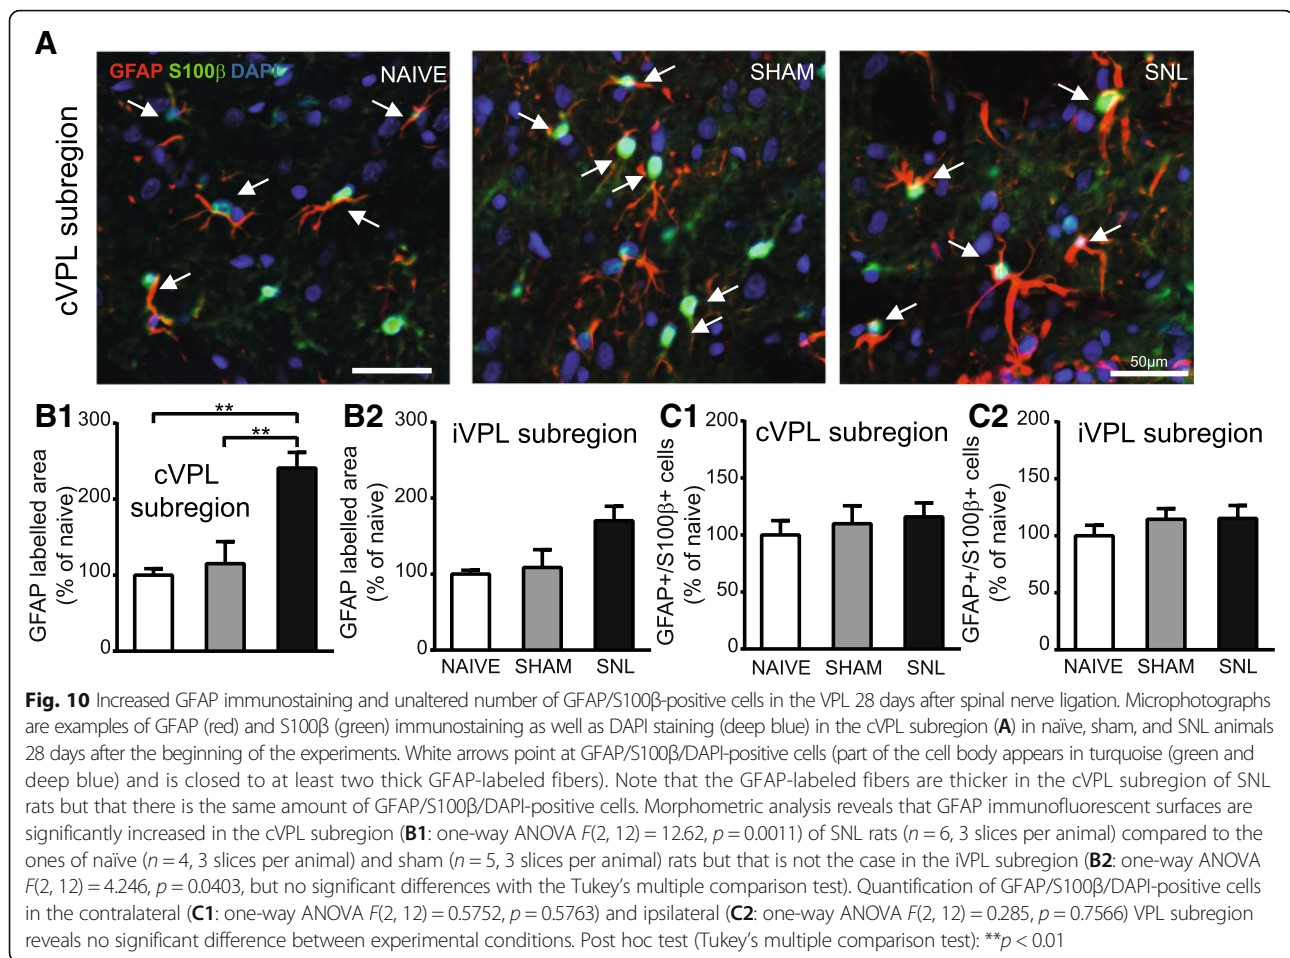 A
GFAP S100β DAPI
NAIVE
SHAM
SNL
cVPL subregion
50µm
B1
GFAP labelled area
(% of naive)
300
200
100
0
**
**
cVPL
subregion
B2
GFAP labelled area
(% of naive)
300
200
100
0
iVPL subregion
NAIVE SHAM SNL
C1
GFAP+/S100β+ cells
(% of naive)
200
150
100
50
0
cVPL subregion
NAIVE SHAM SNL
C2
GFAP+/S100β+ cells
(% of naive)
200
150
100
50
0
iVPL subregion
NAIVE SHAM SNL
Fig. 10 Increased GFAP immunostaining and unaltered number of GFAP/S100β-positive cells in the VPL 28 days after spinal nerve ligation. Microphotographs
are examples of GFAP (red) and S100β (green) immunostaining as well as DAPI staining (deep blue) in the cVPL subregion (A) in naïve, sham, and SNL animals
28 days after the beginning of the experiments. White arrows point at GFAP/S100β/DAPI-positive cells (part of the cell body appears in turquoise (green and
deep blue) and is closed to at least two thick GFAP-labeled fibers). Note that the GFAP-labeled fibers are thicker in the cVPL subregion of SNL
rats but that there is the same amount of GFAP/S100β/DAPI-positive cells. Morphometric analysis reveals that GFAP immunofluorescent surfaces are
significantly increased in the cVPL subregion (B1: one-way ANOVA F(2, 12) = 12.62, p = 0.0011) of SNL rats (n = 6, 3 slices per animal) compared to the
ones of naïve (n = 4, 3 slices per animal) and sham (n = 5, 3 slices per animal) rats but that is not the case in the iVPL subregion (B2: one-way ANOVA
F(2, 12) = 4.246, p = 0.0403, but no significant differences with the Tukey's multiple comparison test). Quantification of GFAP/S100β/DAPI-positive cells
in the contralateral (C1: one-way ANOVA F(2, 12) = 0.5752, p = 0.5763) and ipsilateral (C2: one-way ANOVA F(2, 12) = 0.285, p = 0.7566) VPL subregion
reveals no significant difference between experimental conditions. Post hoc test (Tukey's multiple comparison test): **p < 0.01